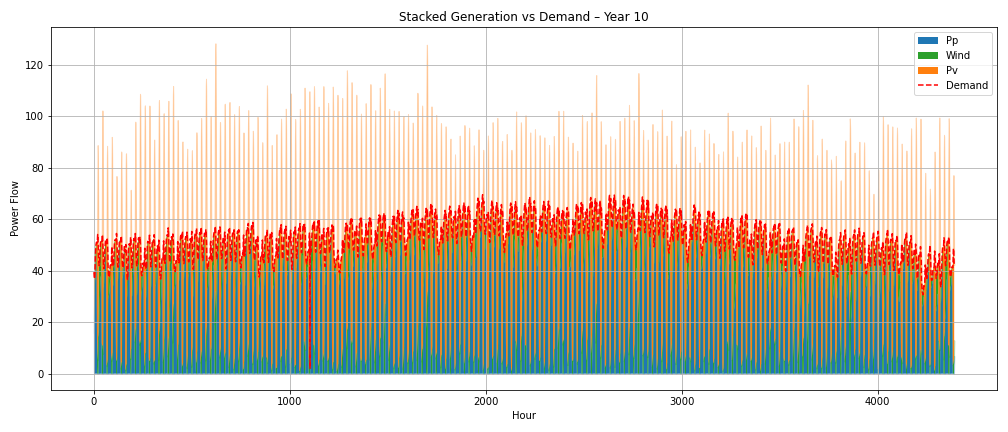 Stacked Generation vs Demand – Year 10
Pp
Wind
Pv
Demand
120
100
80
60
40
20
0
Power Flow
0 1000 2000 3000 4000
Hour